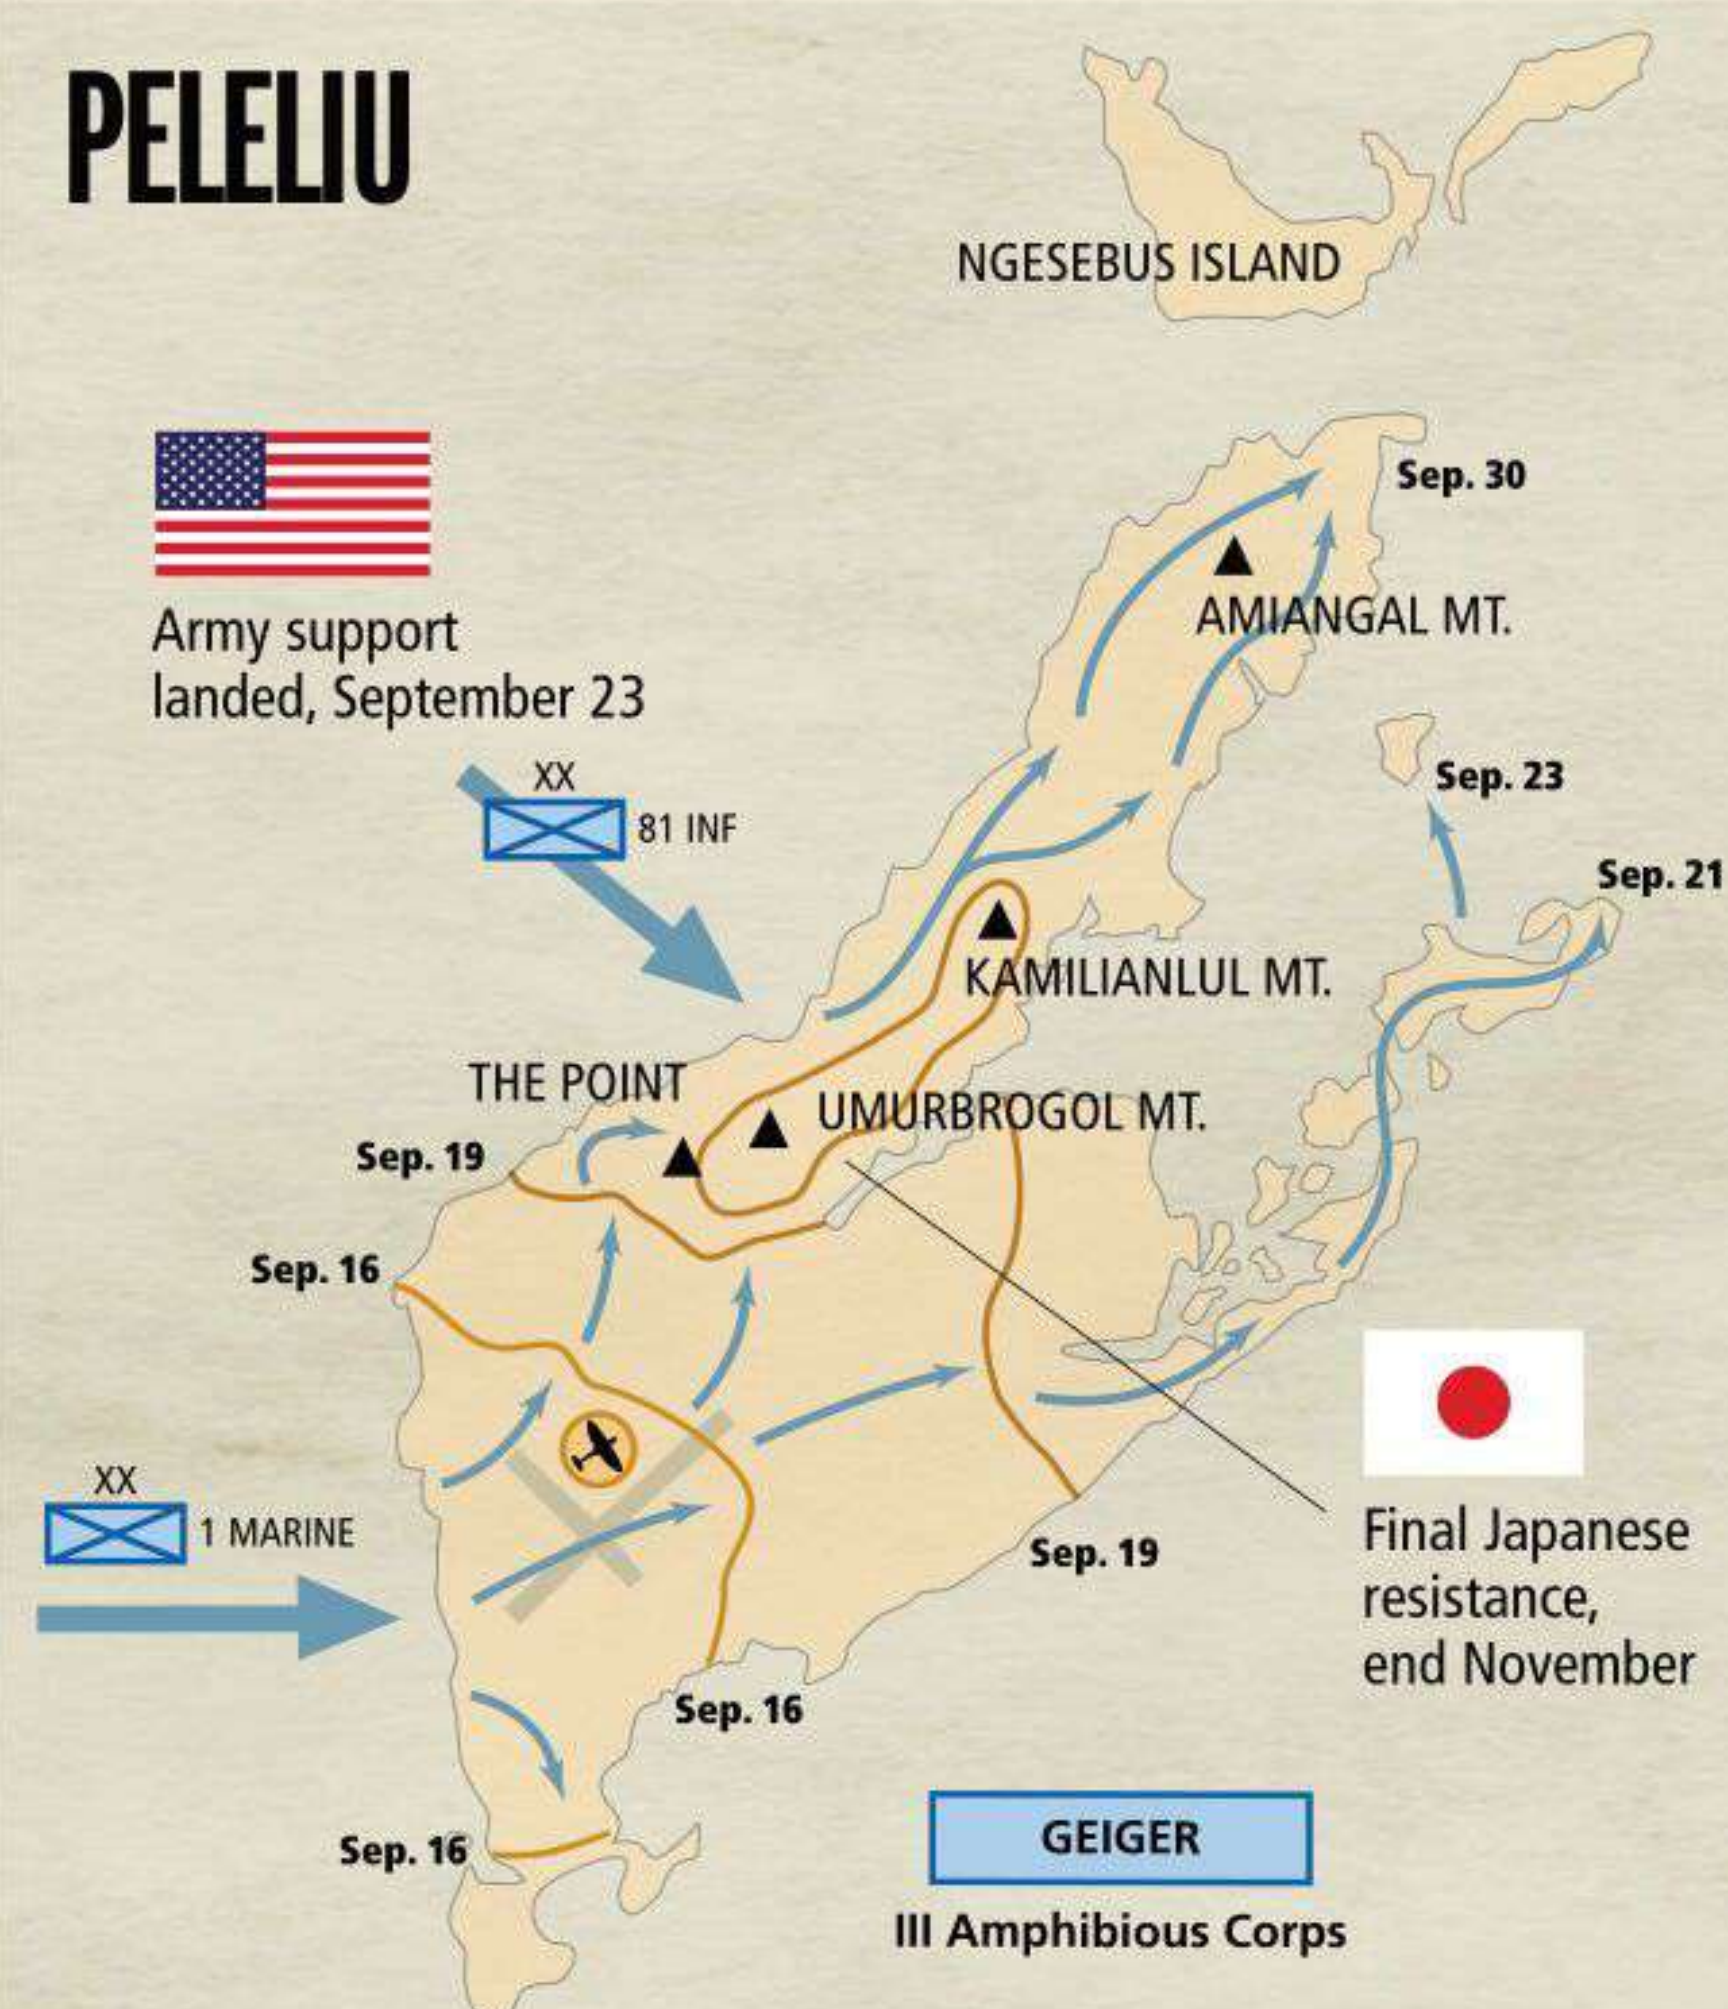 PELELIU
NGESEBUS ISLAND
Sep. 30
AMIANGAL MT.
Army support
landed, September 23
XX
81 INF
Sep. 23
Sep. 21
KAMILIANLUL MT.
THE POINT
UMURBROGOL MT.
Sep. 19
Sep. 16
XX
1 MARINE
Sep. 19
Final Japanese
resistance,
end November
Sep. 16
Sep. 16
GEIGER
III Amphibious Corps